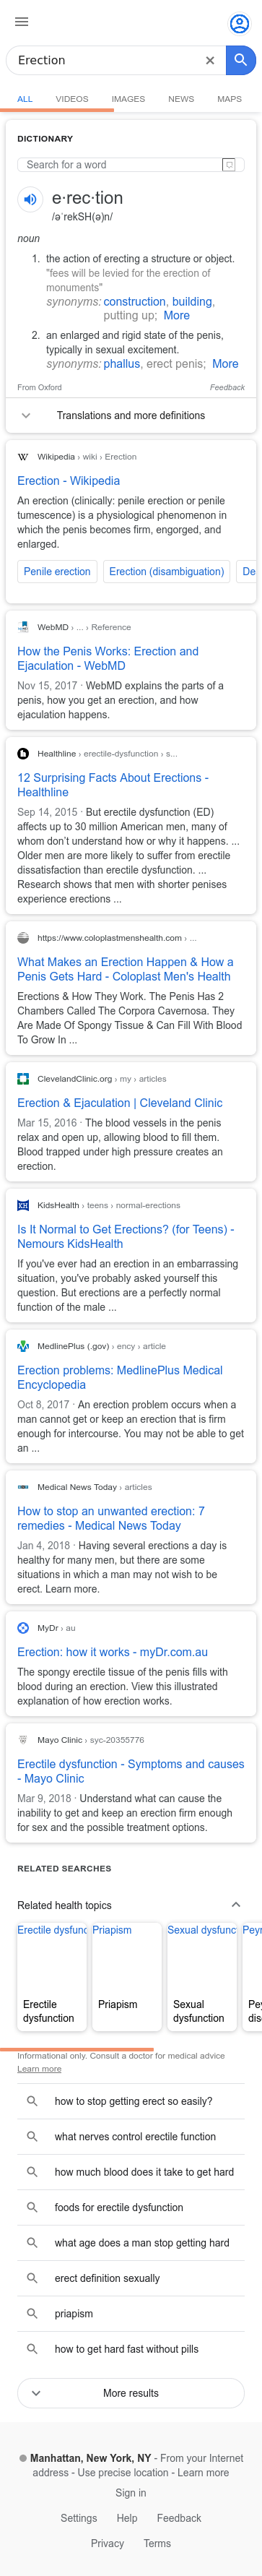 Erection
ALL VIDEOS IMAGES NEWS MAPS
DICTIONARY
Search for a word
e·rec·tion
/əˈrekSH(ə)n/
noun
1. the action of erecting a structure or object.
"fees will be levied for the erection of
monuments"
synonyms: construction, building,
putting up; More
2. an enlarged and rigid state of the penis,
typically in sexual excitement.
synonyms: phallus, erect penis; More
From Oxford Feedback
Translations and more definitions
W Wikipedia › wiki › Erection
Erection - Wikipedia
An erection (clinically: penile erection or penile
tumescence) is a physiological phenomenon in
which the penis becomes firm, engorged, and
enlarged.
Penile erection Erection (disambiguation) De
WebMD › ... › Reference
How the Penis Works: Erection and
Ejaculation - WebMD
Nov 15, 2017 · WebMD explains the parts of a
penis, how you get an erection, and how
ejaculation happens.
Healthline › erectile-dysfunction › s...
12 Surprising Facts About Erections -
Healthline
Sep 14, 2015 · But erectile dysfunction (ED)
affects up to 30 million American men, many of
whom don't understand how or why it happens. ...
Older men are more likely to suffer from erectile
dissatisfaction than erectile dysfunction. ...
Research shows that men with shorter penises
experience erections ...
https://www.coloplastmenshealth.com › ...
What Makes an Erection Happen & How a
Penis Gets Hard - Coloplast Men's Health
Erections & How They Work. The Penis Has 2
Chambers Called The Corpora Cavernosa. They
Are Made Of Spongy Tissue & Can Fill With Blood
To Grow In ...
ClevelandClinic.org › my › articles
Erection & Ejaculation | Cleveland Clinic
Mar 15, 2016 · The blood vessels in the penis
relax and open up, allowing blood to fill them.
Blood trapped under high pressure creates an
erection.
KidsHealth › teens › normal-erections
Is It Normal to Get Erections? (for Teens) -
Nemours KidsHealth
If you've ever had an erection in an embarrassing
situation, you've probably asked yourself this
question. But erections are a perfectly normal
function of the male ...
MedlinePlus (.gov) › ency › article
Erection problems: MedlinePlus Medical
Encyclopedia
Oct 8, 2017 · An erection problem occurs when a
man cannot get or keep an erection that is firm
enough for intercourse. You may not be able to get
an ...
Medical News Today › articles
How to stop an unwanted erection: 7
remedies - Medical News Today
Jan 4, 2018 · Having several erections a day is
healthy for many men, but there are some
situations in which a man may not wish to be
erect. Learn more.
MyDr › au
Erection: how it works - myDr.com.au
The spongy erectile tissue of the penis fills with
blood during an erection. View this illustrated
explanation of how erection works.
Mayo Clinic › syc-20355776
Erectile dysfunction - Symptoms and causes
- Mayo Clinic
Mar 9, 2018 · Understand what can cause the
inability to get and keep an erection firm enough
for sex and the possible treatment options.
RELATED SEARCHES
Related health topics
Erectile dysfunc Priapism Sexual dysfunc Peyr
Erectile
dysfunction
Priapism
Sexual
dysfunction
Pey
dis
Informational only. Consult a doctor for medical advice
Learn more
how to stop getting erect so easily?
what nerves control erectile function
how much blood does it take to get hard
foods for erectile dysfunction
what age does a man stop getting hard
erect definition sexually
priapism
how to get hard fast without pills
More results
Manhattan, New York, NY - From your Internet
address - Use precise location - Learn more
Sign in
Settings Help Feedback
Privacy Terms